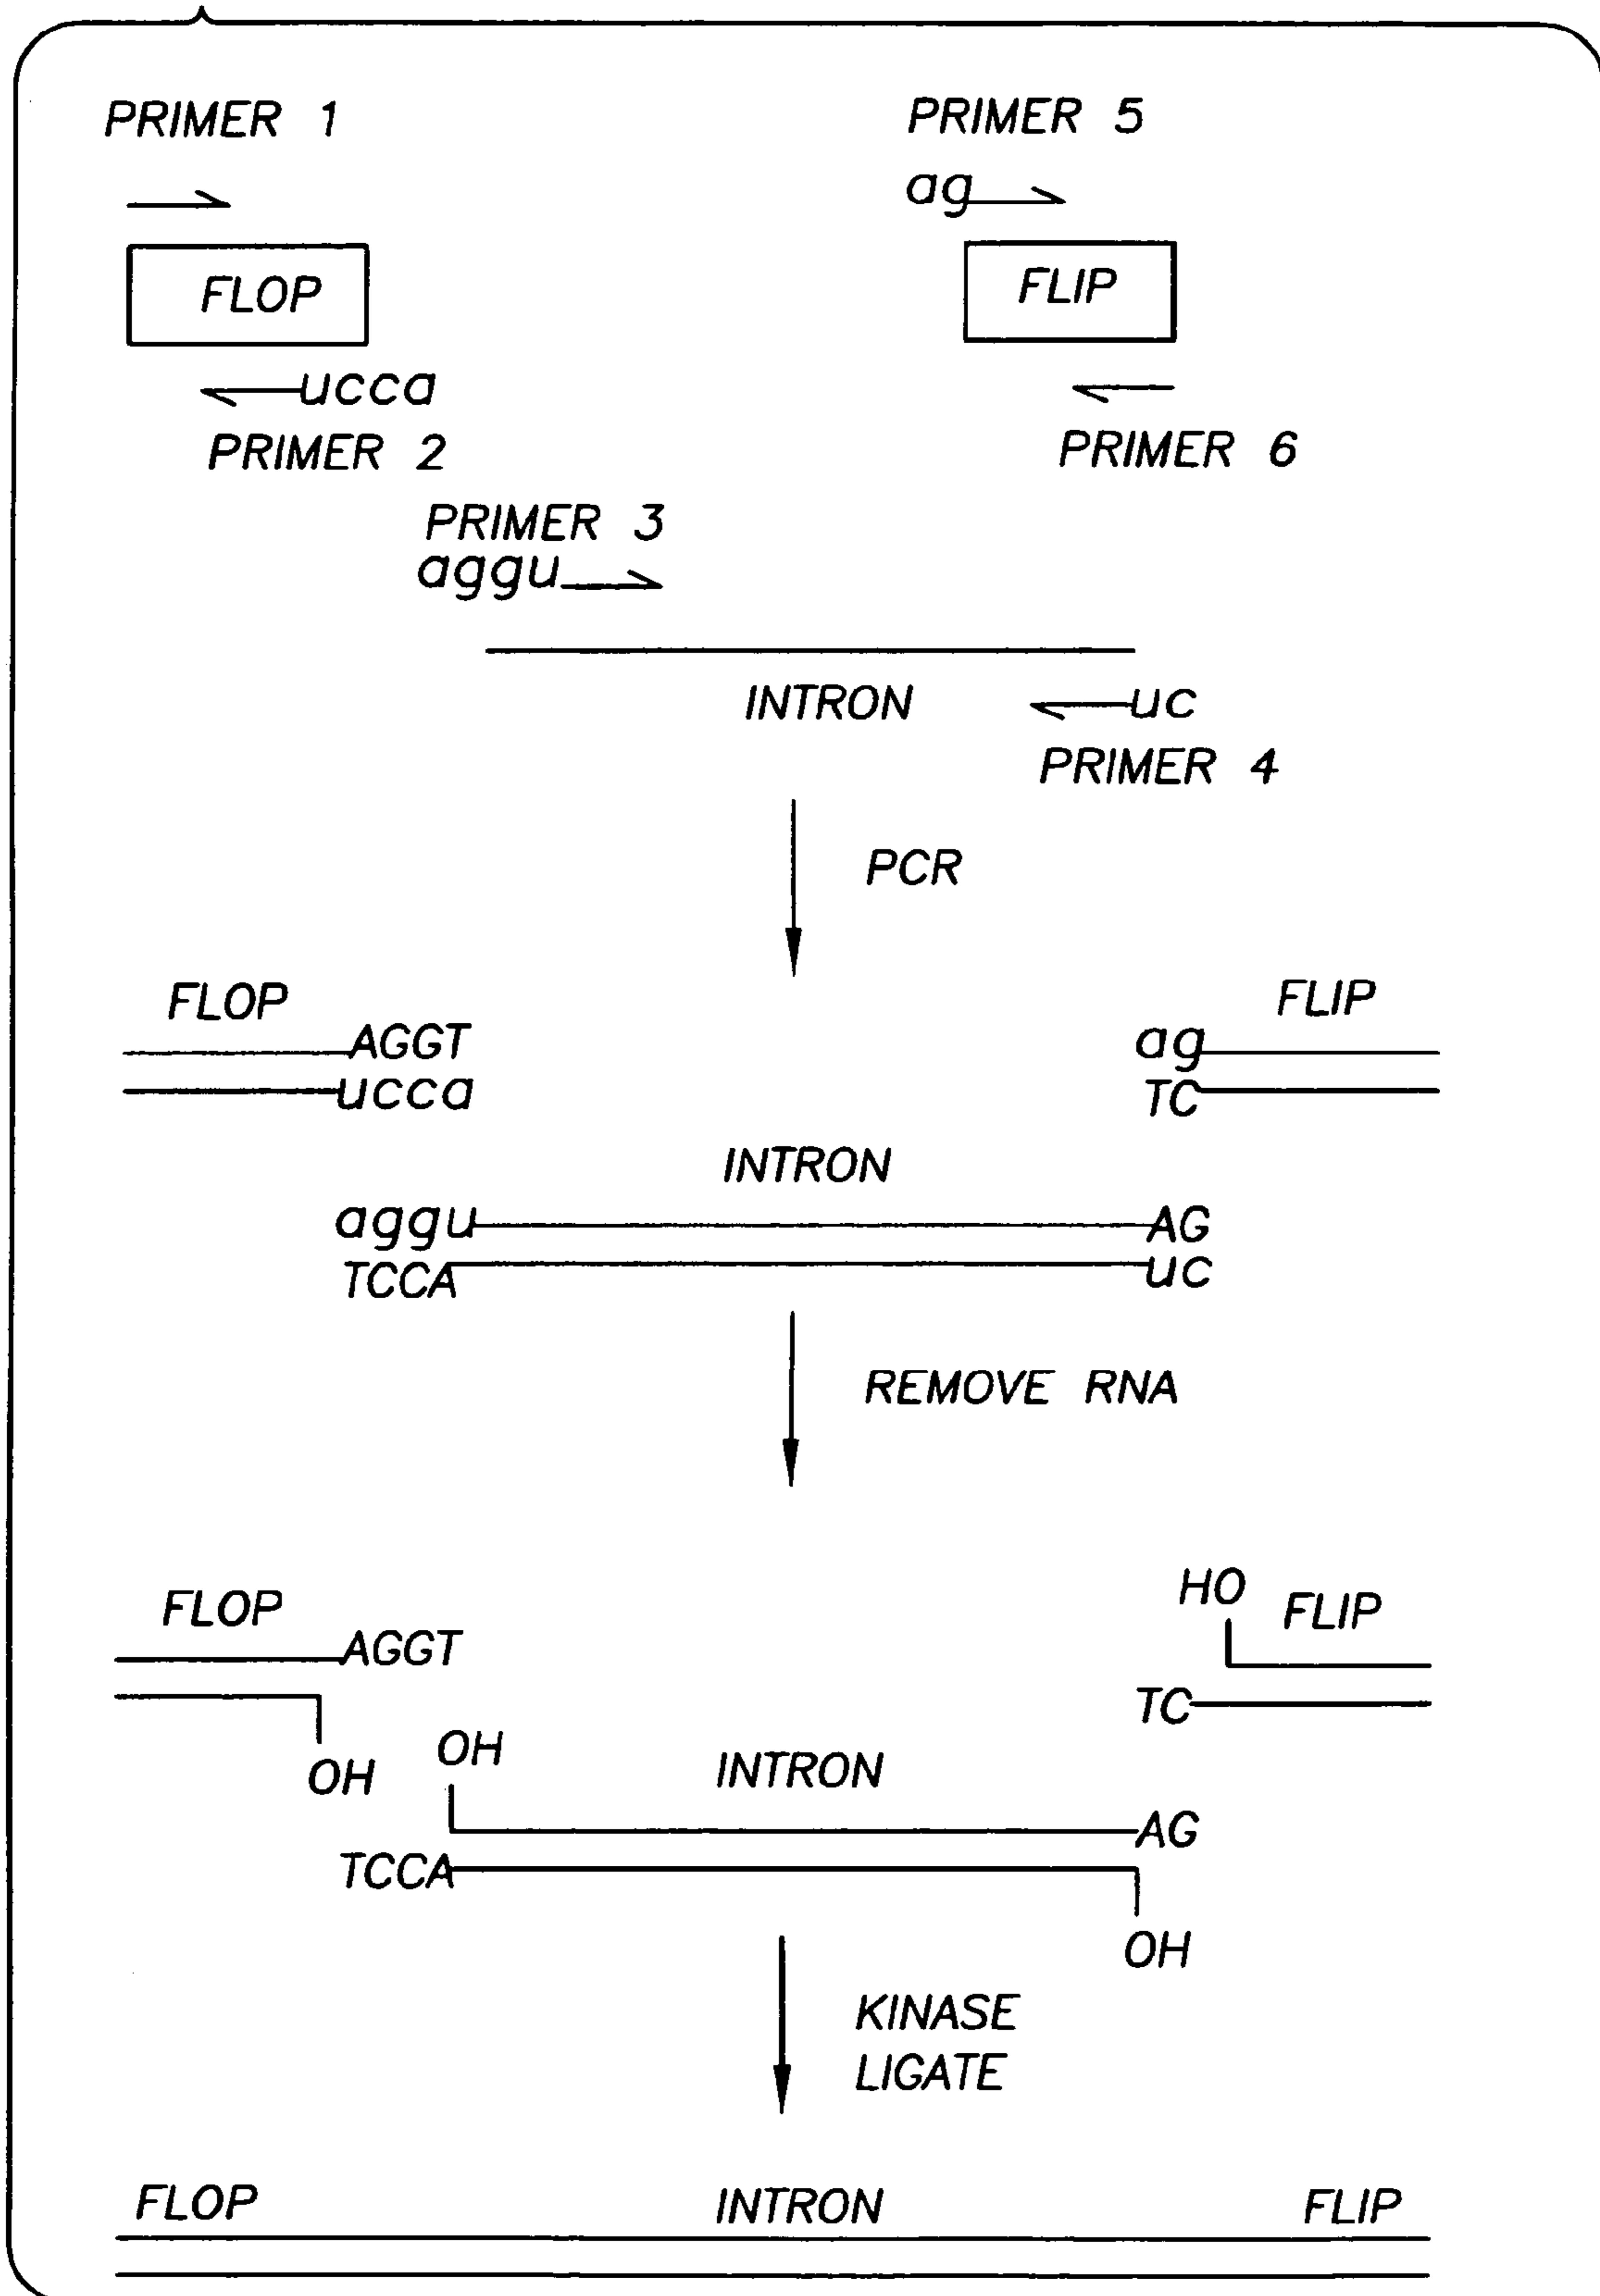 PRIMER 1
PRIMER 5
ag
FLOP
FLIP
ucca
PRIMER 2
PRIMER 6
PRIMER 3
aggu
INTRON
uc
PRIMER 4
PCR
FLOP
FLIP
AGGT
ag
ucca
TC
INTRON
aggu
AG
TCCA
uc
REMOVE RNA
HO
FLOP
FLIP
AGGT
TC
OH
OH
INTRON
AG
TCCA
OH
KINASE
LIGATE
FLOP
INTRON
FLIP